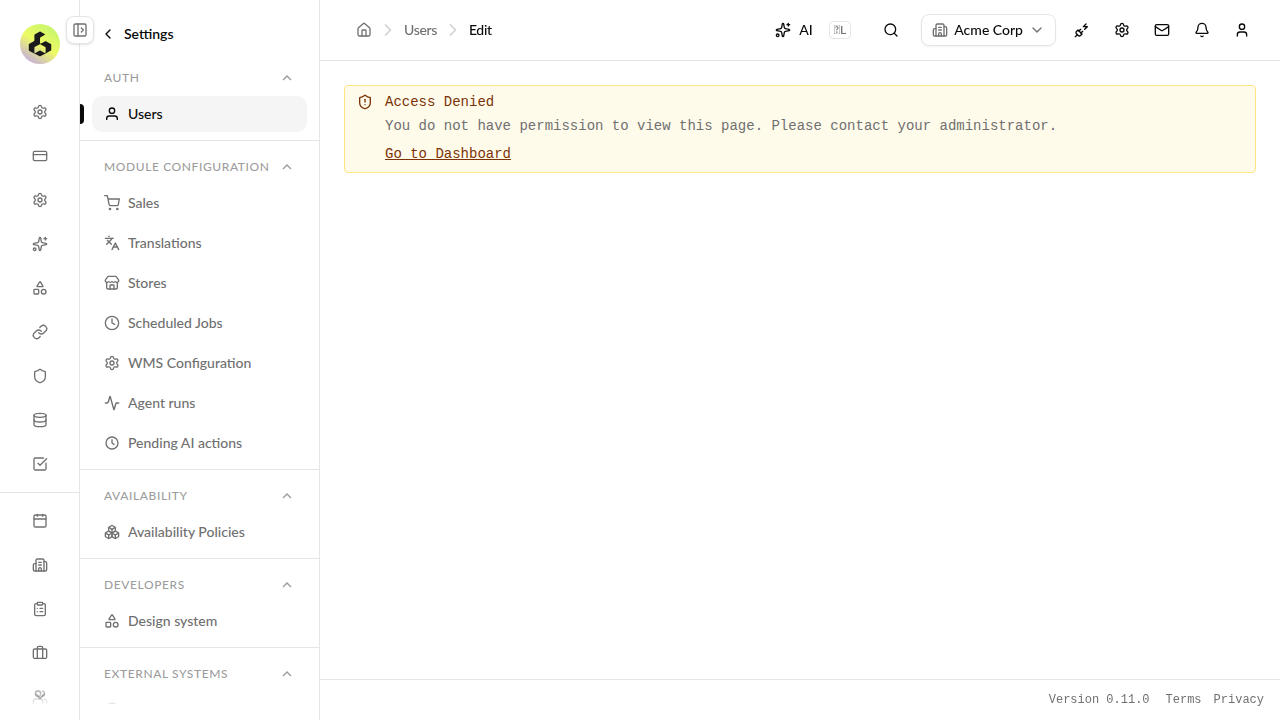 Settings
Users
Edit
AI
Acme Corp
AUTH
Users
MODULE CONFIGURATION
Sales
Translations
Stores
Scheduled Jobs
WMS Configuration
Agent runs
Pending AI actions
AVAILABILITY
Availability Policies
DEVELOPERS
Design system
EXTERNAL SYSTEMS
Access Denied
You do not have permission to view this page. Please contact your administrator.
Go to Dashboard
Version 0.11.0
Terms
Privacy